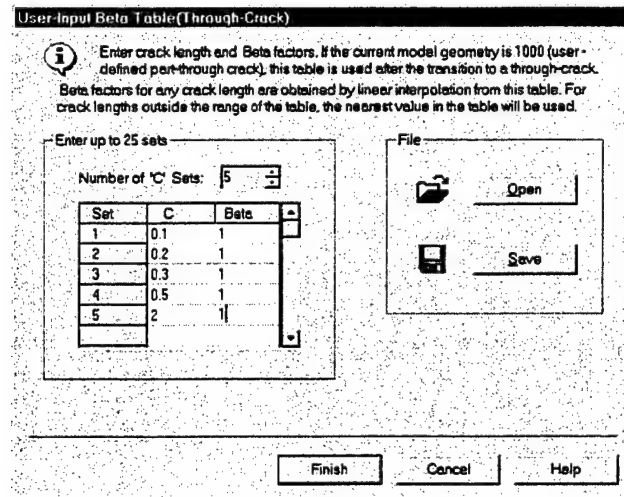 User-Input Beta Table(Through-Crack)
Enter crack length and Beta factors. If the current model geometry is 1000 (user-
defined part-through crack), this table is used after the transition to a through-crack.
Beta factors for any crack length are obtained by linear interpolation from this table. For
crack lengths outside the range of the table, the nearest value in the table will be used.
Enter up to 25 sets
Number of 'C' Sets: 5
Set C Beta
1 0.1 1
2 0.2 1
3 0.3 1
4 0.5 1
5 2 1
File
Open
Save
Finish Cancel Help